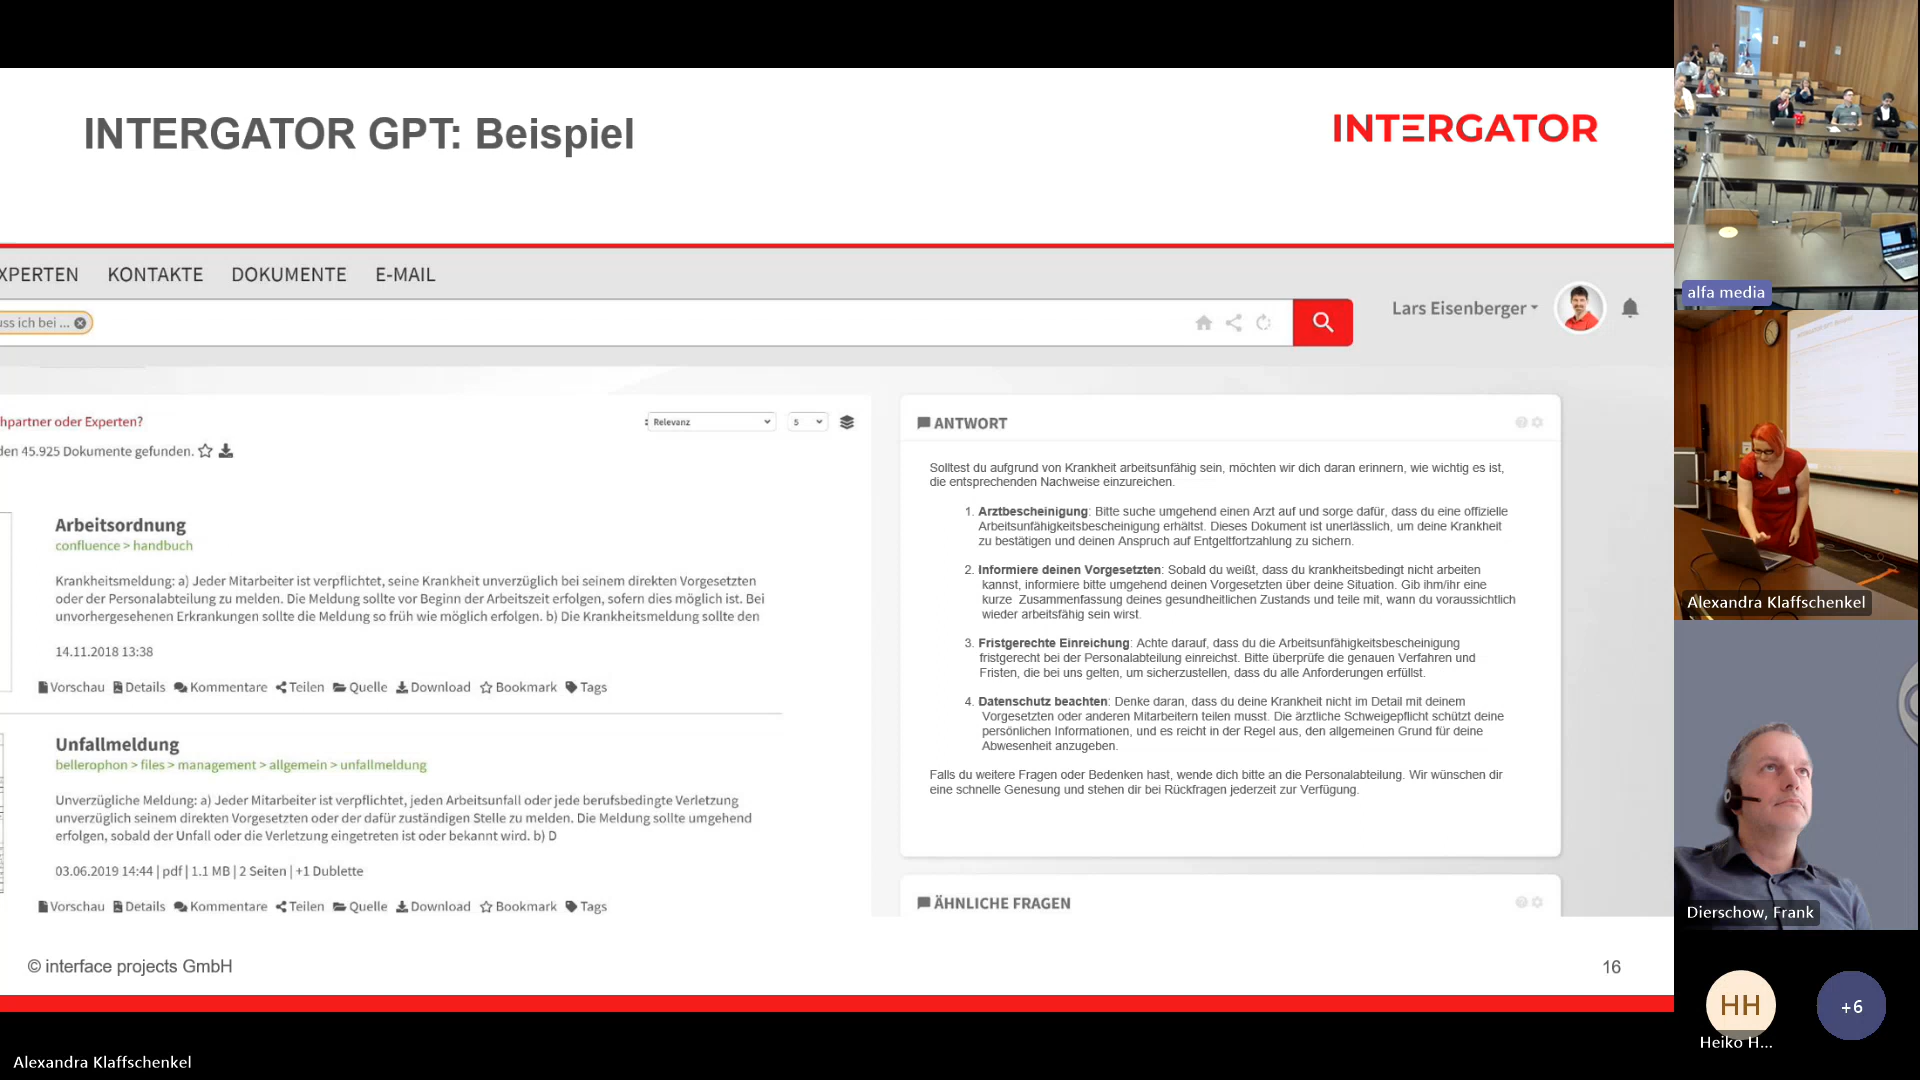 INTERGATOR GPT: Beispiel
INTERGATOR
XPERTEN KONTAKTE DOKUMENTE E-MAIL
uss ich bei ...
Lars Eisenberger
hpartner oder Experten?
Relevanz
5
den 45.925 Dokumente gefunden.
Arbeitsordnung
confluence > handbuch
Krankheitsmeldung: a) Jeder Mitarbeiter ist verpflichtet, seine Krankheit unverzüglich bei seinem direkten Vorgesetzten
oder der Personalabteilung zu melden. Die Meldung sollte vor Beginn der Arbeitszeit erfolgen, sofern dies möglich ist. Bei
unvorhergesehenen Erkrankungen sollte die Meldung so früh wie möglich erfolgen. b) Die Krankheitsmeldung sollte den
14.11.2018 13:38
Vorschau Details Kommentare Teilen Quelle Download Bookmark Tags
Unfallmeldung
bellerophon > files > management > allgemein > unfallmeldung
Unverzügliche Meldung: a) Jeder Mitarbeiter ist verpflichtet, jeden Arbeitsunfall oder jede berufsbedingte Verletzung
unverzüglich seinem direkten Vorgesetzten oder der dafür zuständigen Stelle zu melden. Die Meldung sollte umgehend
erfolgen, sobald der Unfall oder die Verletzung eingetreten ist oder bekannt wird. b) D
03.06.2019 14:44 | pdf | 1.1 MB | 2 Seiten | +1 Dublette
Vorschau Details Kommentare Teilen Quelle Download Bookmark Tags
ANTWORT
Solltest du aufgrund von Krankheit arbeitsunfähig sein, möchten wir dich daran erinnern, wie wichtig es ist,
die entsprechenden Nachweise einzureichen.
1. Arztbescheinigung: Bitte suche umgehend einen Arzt auf und sorge dafür, dass du eine offizielle
Arbeitsunfähigkeitsbescheinigung erhältst. Dieses Dokument ist unerlässlich, um deine Krankheit
zu bestätigen und deinen Anspruch auf Entgeltfortzahlung zu sichern.
2. Informiere deinen Vorgesetzten: Sobald du weißt, dass du krankheitsbedingt nicht arbeiten
kannst, informiere bitte umgehend deinen Vorgesetzten über deine Situation. Gib ihm/ihr eine
kurze Zusammenfassung deines gesundheitlichen Zustands und teile mit, wann du voraussichtlich
wieder arbeitsfähig sein wirst.
3. Fristgerechte Einreichung: Achte darauf, dass du die Arbeitsunfähigkeitsbescheinigung
fristgerecht bei der Personalabteilung einreichst. Bitte überprüfe die genauen Verfahren und
Fristen, die bei uns gelten, um sicherzustellen, dass du alle Anforderungen erfüllst.
4. Datenschutz beachten: Denke daran, dass du deine Krankheit nicht im Detail mit deinem
Vorgesetzten oder anderen Mitarbeitern teilen musst. Die ärztliche Schweigepflicht schützt deine
persönlichen Informationen, und es reicht in der Regel aus, den allgemeinen Grund für deine
Abwesenheit anzugeben.
Falls du weitere Fragen oder Bedenken hast, wende dich bitte an die Personalabteilung. Wir wünschen dir
eine schnelle Genesung und stehen dir bei Rückfragen jederzeit zur Verfügung.
ÄHNLICHE FRAGEN
© interface projects GmbH
16
Alexandra Klaffschenkel
alfa media
Alexandra Klaffschenkel
Dierschow, Frank
HH
Heiko H...
+6